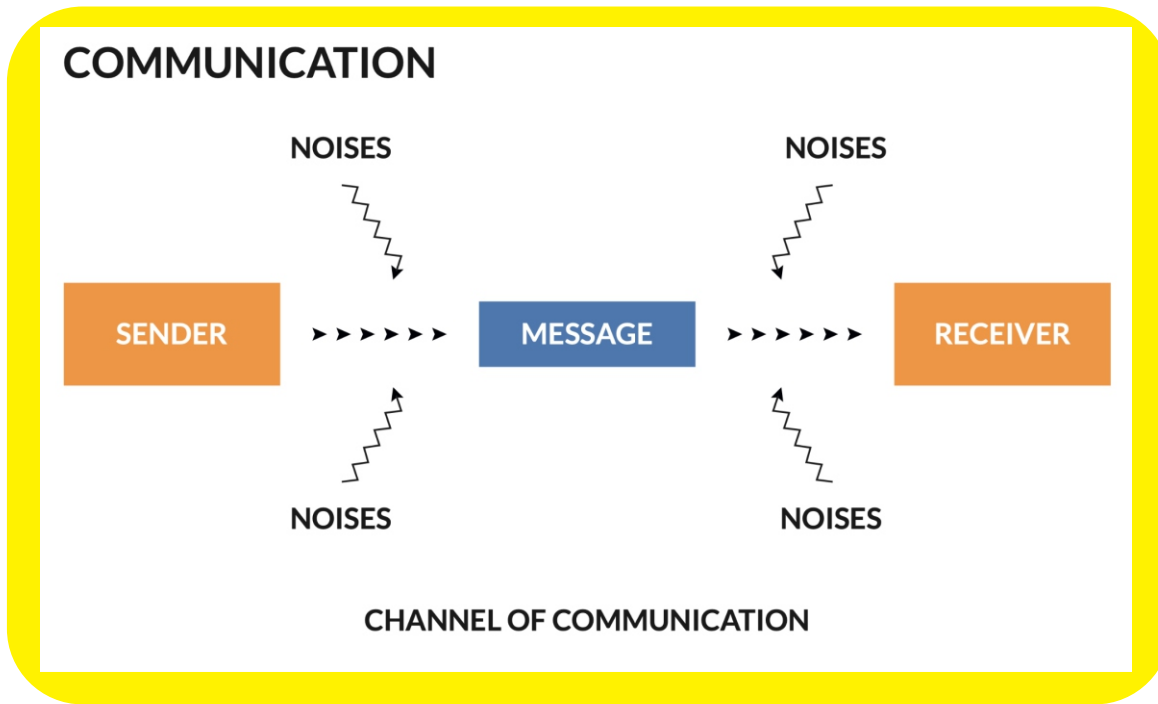 COMMUNICATION
NOISES
NOISES
SENDER
MESSAGE
RECEIVER
NOISES
NOISES
CHANNEL OF COMMUNICATION